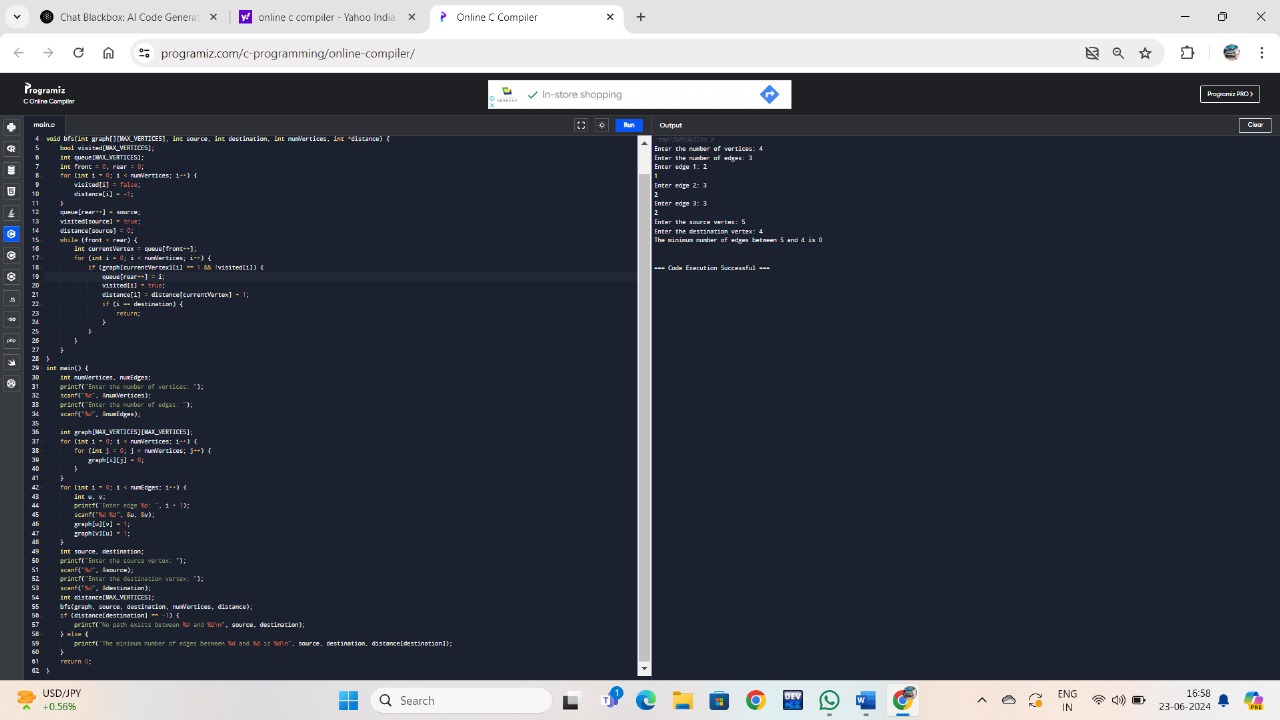 Chat Blackbox: AI Code Generat
online c compiler - Yahoo India
Online C Compiler
programiz.com/c-programming/online-compiler/
Programiz
C Online Compiler
In-store shopping
Programiz PRO
main.c
Run
Output
Clear
4 void bfs(int graph[][MAX_VERTICES], int source, int destination, int numVertices, int *distance) {
5 bool visited[MAX_VERTICES];
6 int queue[MAX_VERTICES];
7 int front = 0, rear = 0;
8 for (int i = 0; i < numVertices; i++) {
9 visited[i] = false;
10 distance[i] = -1;
11 }
12 queue[rear++] = source;
13 visited[source] = true;
14 distance[source] = 0;
15 while (front < rear) {
16 int currentVertex = queue[front++];
17 for (int i = 0; i < numVertices; i++) {
18 if (graph[currentVertex][i] == 1 && !visited[i]) {
19 queue[rear++] = i;
20 visited[i] = true;
21 distance[i] = distance[currentVertex] + 1;
22 if (i == destination) {
23 return;
24 }
25 }
26 }
27 }
28 }
29 int main() {
30 int numVertices, numEdges;
31 printf("Enter the number of vertices: ");
32 scanf("%d", &numVertices);
33 printf("Enter the number of edges: ");
34 scanf("%d", &numEdges);
35
36 int graph[MAX_VERTICES][MAX_VERTICES];
37 for (int i = 0; i < numVertices; i++) {
38 for (int j = 0; j < numVertices; j++) {
39 graph[i][j] = 0;
40 }
41 }
42 for (int i = 0; i < numEdges; i++) {
43 int u, v;
44 printf("Enter edge %d: ", i + 1);
45 scanf("%d %d", &u, &v);
46 graph[u][v] = 1;
47 graph[v][u] = 1;
48 }
49 int source, destination;
50 printf("Enter the source vertex: ");
51 scanf("%d", &source);
52 printf("Enter the destination vertex: ");
53 scanf("%d", &destination);
54 int distance[MAX_VERTICES];
55 bfs(graph, source, destination, numVertices, distance);
56 if (distance[destination] == -1) {
57 printf("No path exists between %d and %d\n", source, destination);
58 } else {
59 printf("The minimum number of edges between %d and %d is %d\n", source, destination, distance[destination]);
60 }
61 return 0;
62 }
Enter the number of vertices: 4
Enter the number of edges: 3
Enter edge 1: 2
1
Enter edge 2: 3
2
Enter edge 3: 3
2
Enter the source vertex: 5
Enter the destination vertex: 4
The minimum number of edges between 5 and 4 is 0
=== Code Execution Successful ===
JS
GO
php
USD/JPY
+0.56%
Search
1
DEV
ENG
IN
16:58
23-06-2024
PRE